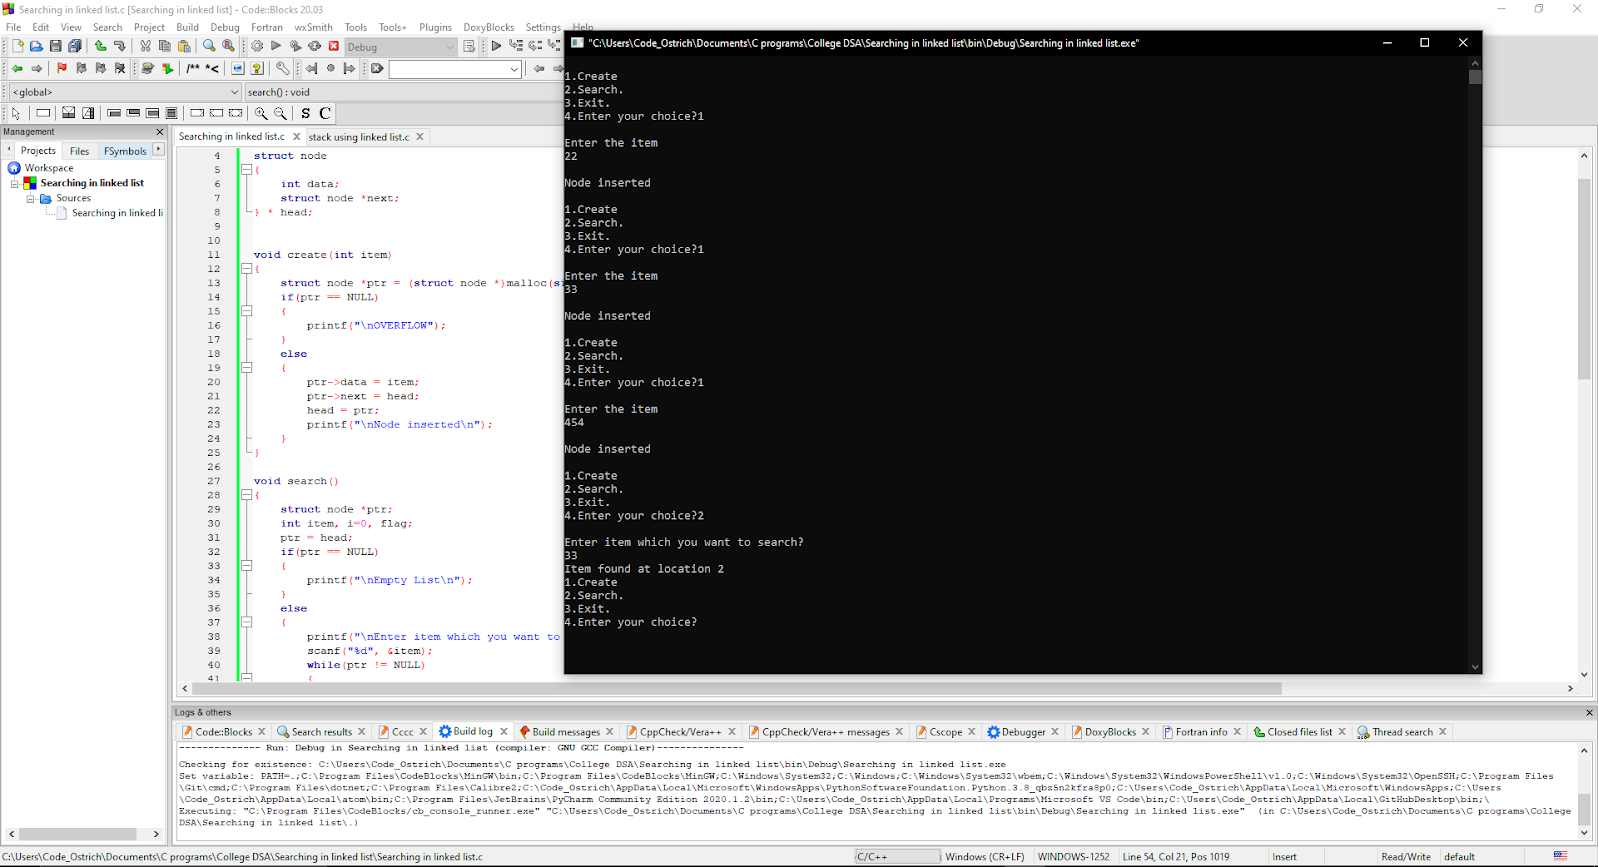 Searching in linked list.c [Searching in linked list] - Code::Blocks 20.03
File Edit View Search Project Build Debug Fortran wxSmith Tools Tools+ Plugins DoxyBlocks Settings Help
Debug
/** *<
<global>
search() : void
S C
Management
Projects Files FSymbols
Workspace
Searching in linked list
Sources
Searching in linked li
Searching in linked list.c
stack using linked list.c
4 struct node
5 {
6 int data;
7 struct node *next;
8 } * head;
9
10
11 void create(int item)
12 {
13 struct node *ptr = (struct node *)malloc(si
14 if(ptr == NULL)
15 {
16 printf("\nOVERFLOW");
17 }
18 else
19 {
20 ptr->data = item;
21 ptr->next = head;
22 head = ptr;
23 printf("\nNode inserted\n");
24 }
25 }
26
27 void search()
28 {
29 struct node *ptr;
30 int item, i=0, flag;
31 ptr = head;
32 if(ptr == NULL)
33 {
34 printf("\nEmpty List\n");
35 }
36 else
37 {
38 printf("\nEnter item which you want to
39 scanf("%d", &item);
40 while(ptr != NULL)
41 {
"C:\Users\Code_Ostrich\Documents\C programs\College DSA\Searching in linked list\bin\Debug\Searching in linked list.exe"
1.Create
2.Search.
3.Exit.
4.Enter your choice?1
Enter the item
22
Node inserted
1.Create
2.Search.
3.Exit.
4.Enter your choice?1
Enter the item
33
Node inserted
1.Create
2.Search.
3.Exit.
4.Enter your choice?1
Enter the item
454
Node inserted
1.Create
2.Search.
3.Exit.
4.Enter your choice?2
Enter item which you want to search?
33
Item found at location 2
1.Create
2.Search.
3.Exit.
4.Enter your choice?
Logs & others
Code::Blocks Search results Cccc Build log Build messages CppCheck/Vera++ CppCheck/Vera++ messages Cscope Debugger DoxyBlocks Fortran info Closed files list Thread search
-------------- Run: Debug in Searching in linked list (compiler: GNU GCC Compiler)---------------
Checking for existence: C:\Users\Code_Ostrich\Documents\C programs\College DSA\Searching in linked list\bin\Debug\Searching in linked list.exe
Set variable: PATH=.;C:\Program Files\CodeBlocks\MinGW\bin;C:\Program Files\CodeBlocks\MinGW;C:\Windows\System32;C:\Windows;C:\Windows\System32\wbem;C:\Windows\System32\WindowsPowerShell\v1.0;C:\Windows\System32\OpenSSH;C:\Program Files
\Git\cmd;C:\Program Files\dotnet;C:\Program Files\Calibre2;C:\Code_Ostrich\AppData\Local\Microsoft\WindowsApps\PythonSoftwareFoundation.Python.3.8_qbz5n2kfra8p0;C:\Users\Code_Ostrich\AppData\Local\Microsoft\WindowsApps;C:\Users
\Code_Ostrich\AppData\Local\atom\bin;C:\Program Files\JetBrains\PyCharm Community Edition 2020.1.2\bin;C:\Users\Code_Ostrich\AppData\Local\Programs\Microsoft VS Code\bin;C:\Users\Code_Ostrich\AppData\Local\GitHubDesktop\bin;\
Executing: "C:\Program Files\CodeBlocks/cb_console_runner.exe" "C:\Users\Code_Ostrich\Documents\C programs\College DSA\Searching in linked list\bin\Debug\Searching in linked list.exe" (in C:\Users\Code_Ostrich\Documents\C programs\College
DSA\Searching in linked list\.)
C:\Users\Code_Ostrich\Documents\C programs\College DSA\Searching in linked list\Searching in linked list.c
C/C++
Windows (CR+LF) WINDOWS-1252 Line 54, Col 21, Pos 1019 Insert Read/Write default